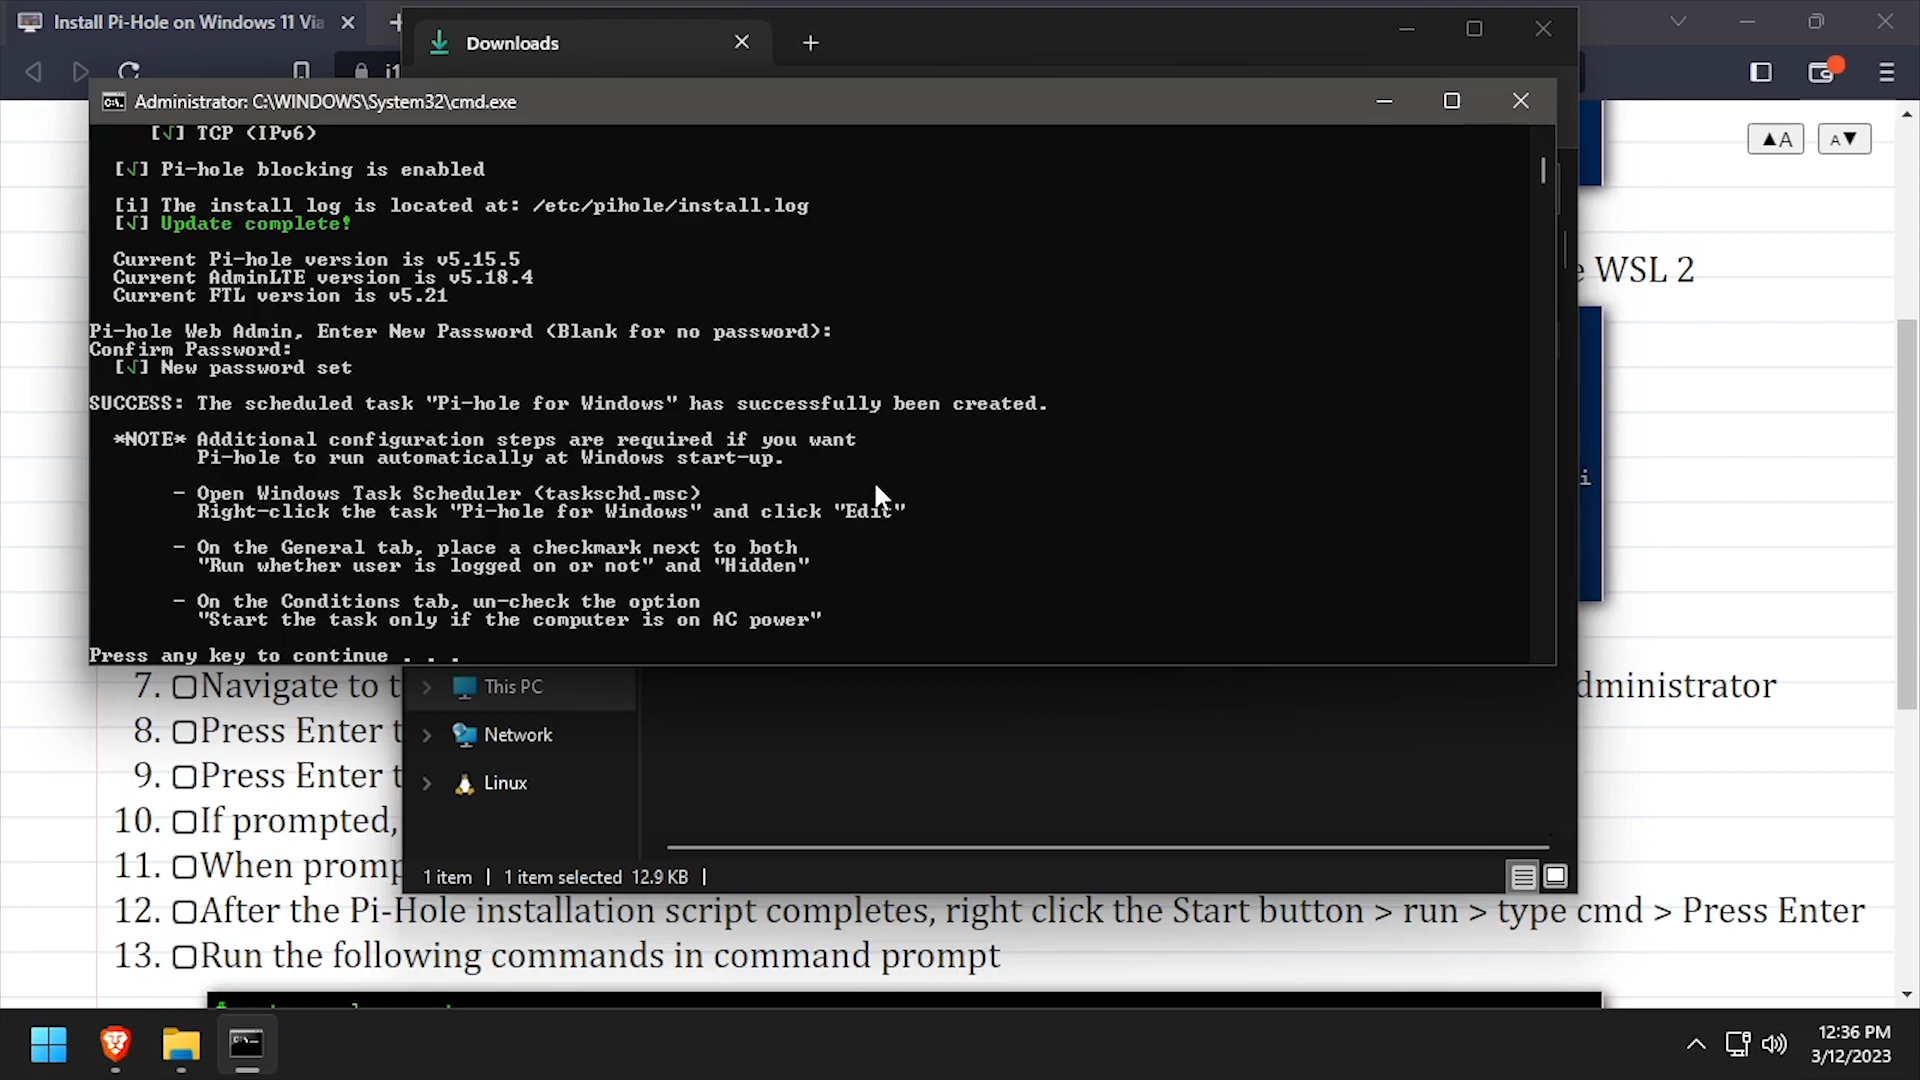 Install Pi-Hole on Windows 11 Via
Downloads
Administrator: C:\WINDOWS\System32\cmd.exe
[√] TCP (IPv6)
[√] Pi-hole blocking is enabled
[i] The install log is located at: /etc/pihole/install.log
[√] Update complete!
Current Pi-hole version is v5.15.5
Current AdminLTE version is v5.18.4
Current FTL version is v5.21
Pi-hole Web Admin, Enter New Password (Blank for no password):
Confirm Password:
[√] New password set
SUCCESS: The scheduled task "Pi-hole for Windows" has successfully been created.
*NOTE* Additional configuration steps are required if you want
Pi-hole to run automatically at Windows start-up.
- Open Windows Task Scheduler (taskschd.msc)
Right-click the task "Pi-hole for Windows" and click "Edit"
- On the General tab, place a checkmark next to both
"Run whether user is logged on or not" and "Hidden"
- On the Conditions tab, un-check the option
"Start the task only if the computer is on AC power"
Press any key to continue . . .
▲A
A▼
WSL 2
7. Navigate to t
dministrator
8. Press Enter t
9. Press Enter t
10. If prompted,
11. When promp
This PC
Network
Linux
1 item | 1 item selected 12.9 KB |
12. After the Pi-Hole installation script completes, right click the Start button > run > type cmd > Press Enter
13. Run the following commands in command prompt
12:36 PM
3/12/2023